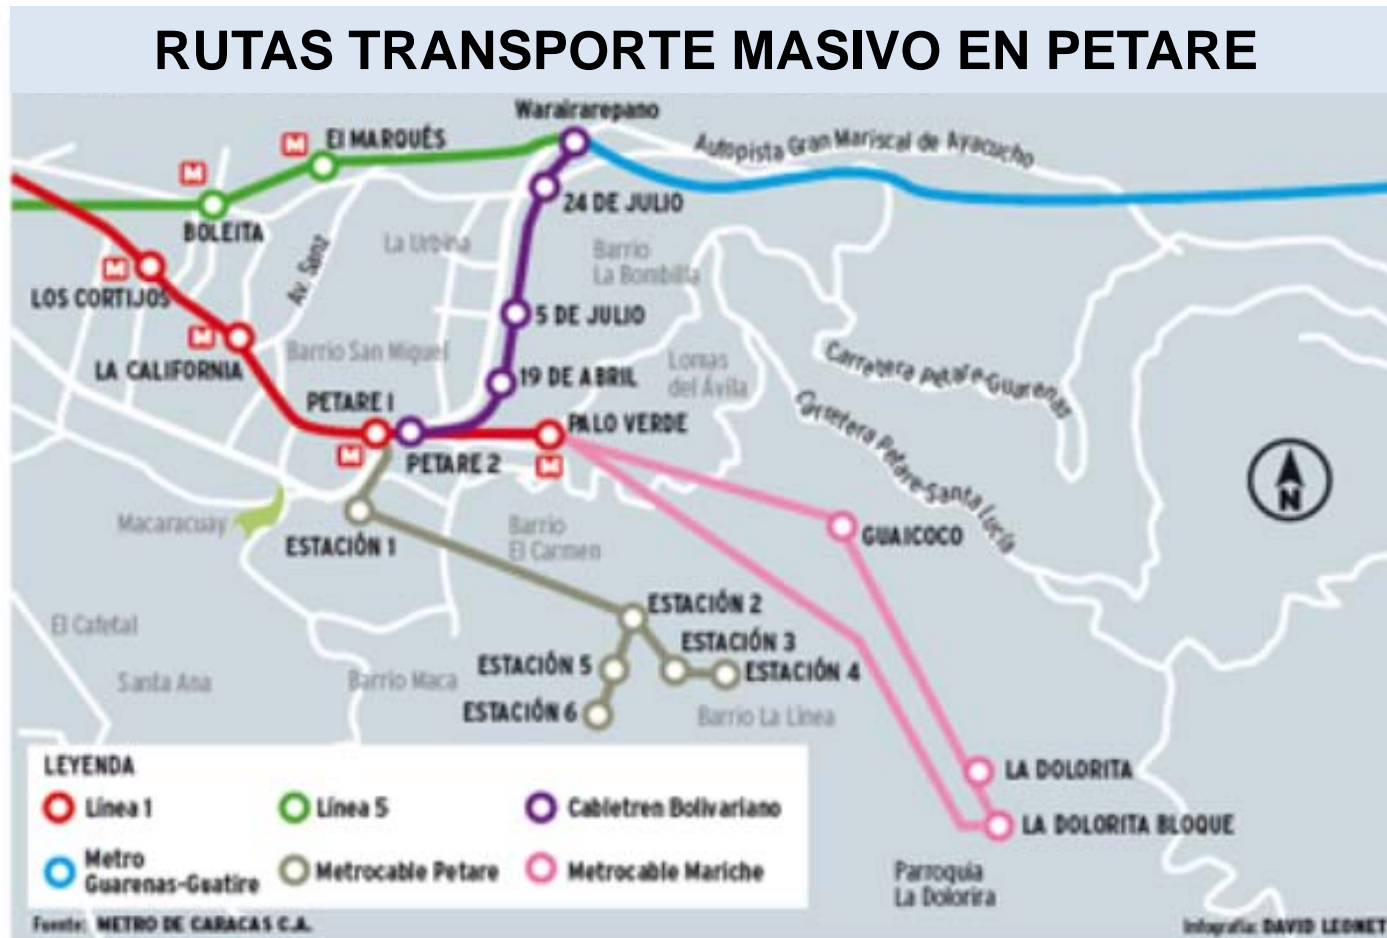 RUTAS TRANSPORTE MASIVO EN PETARE
Warairarepano
M
El MARQUÉS
Autopista Gran Mariscal de Ayacucho
M
24 DE JULIO
BOLEITA
La Urbina
Barrio
La Bombilla
Av. Sanz
M
LOS CORTIJOS
5 DE JULIO
M
Barrio San Miguel
LA CALIFORNIA
19 DE ABRIL
Lomas
del Ávila
Carretera Petare-Guarenas
PETARE 1
PALO VERDE
Carretera Petare-Santa Lucía
M
PETARE 2
M
N
Macaracuay
ESTACIÓN 1
Barrio
El Carmen
GUAICOCO
ESTACIÓN 2
El Cafetal
ESTACIÓN 3
ESTACIÓN 5
ESTACIÓN 4
Santa Ana
Barrio Maca
ESTACIÓN 6
Barrio La Línea
LA DOLORITA
LA DOLORITA BLOQUE
Parroquia
La Dolorira
LEYENDA
Línea 1
Línea 5
Cabletren Bolivariano
Metro
Guarenas-Guatire
Metrocable Petare
Metrocable Mariche
Fuente: METRO DE CARACAS C.A.
Infografía: DAVID LEONET